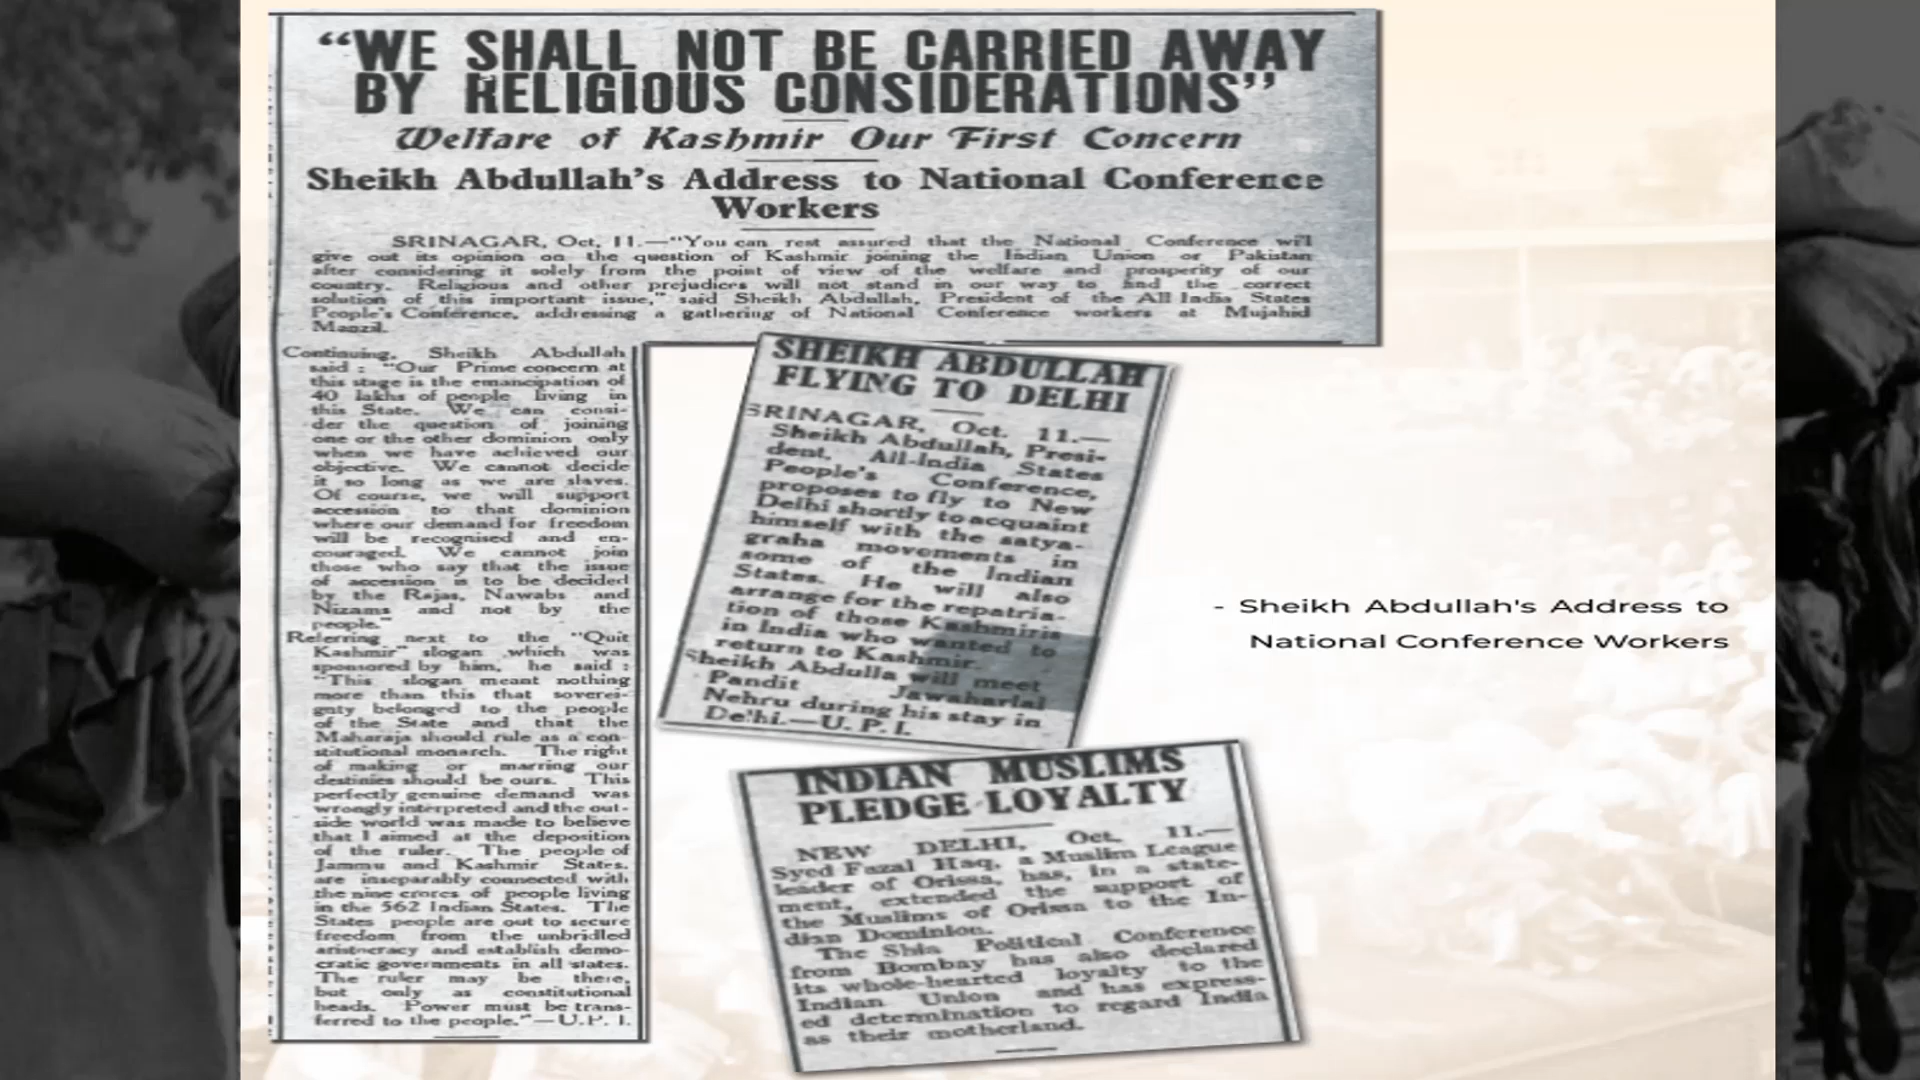 “WE SHALL NOT BE CARRIED AWAY
BY RELIGIOUS CONSIDERATIONS”
Welfare of Kashmir Our First Concern
Sheikh Abdullah’s Address to National Conference
Workers
SRINAGAR, Oct. 11.—“You can rest assured that the National Conference will
give out its opinion on the question of Kashmir joining the Indian Union or Pakistan
after considering it solely from the point of view of the welfare and prosperity of our
country. Religious and other prejudices will not stand in our way to find the correct
solution of this important issue,” said Sheikh Abdullah, President of the All India States
People’s Conference, addressing a gathering of National Conference workers at Mujahid
Manzil.
Continuing, Sheikh Abdullah
said : “Our Prime concern at
this stage is the emancipation of
40 lakhs of people living in
this State. We can consi-
der the question of joining
one or the other dominion only
when we have achieved our
objective. We cannot decide
it so long as we are slaves.
Of course, we will support
accession to that dominion
where our demand for freedom
will be recognised and en-
couraged. We cannot join
those who say that the issue
of accession is to be decided
by the Rajas, Nawabs and
Nizams and not by the
people.”
Referring next to the “Quit
Kashmir” slogan which was
sponsored by him, he said :
“This slogan meant nothing
more than this that soverei-
gnty belonged to the people
of the State and that the
Maharaja should rule as a con-
stitutional monarch. The right
of making or marring our
destinies should be ours. This
perfectly genuine demand was
wrongly interpreted and the out-
side world was made to believe
that I aimed at the deposition
of the ruler. The people of
Jammu and Kashmir States,
are inseparably connected with
the nine crores of people living
in the 562 Indian States. The
States people are out to secure
freedom from the unbridled
aristocracy and establish demo-
cratic governments in all states.
The ruler may be there,
but only as constitutional
heads. Power must be trans-
ferred to the people.”—U.P.I.
SHEIKH ABDULLAH
FLYING TO DELHI
SRINAGAR, Oct. 11.—
Sheikh Abdullah, Presi-
dent, All-India States
People's Conference,
proposes to fly to New
Delhi shortly to acquaint
himself with the satya-
graha movements in
some of the Indian
States. He will also
arrange for the repatria-
tion of those Kashmiris
in India who wanted to
return to Kashmir.
Sheikh Abdulla will meet
Pandit Jawaharlal
Nehru during his stay in
Delhi.—U.P.I.
INDIAN MUSLIMS
PLEDGE LOYALTY
NEW DELHI, Oct. 11.—
Syed Fazal Haq, a Muslim League
leader of Orissa, has, in a state-
ment, extended the support of
the Muslims of Orissa to the In-
dian Dominion.
The Shia Political Conference
from Bombay has also declared
its whole-hearted loyalty to the
Indian Union and has express-
ed determination to regard India
as their motherland.
- Sheikh Abdullah's Address to
National Conference Workers